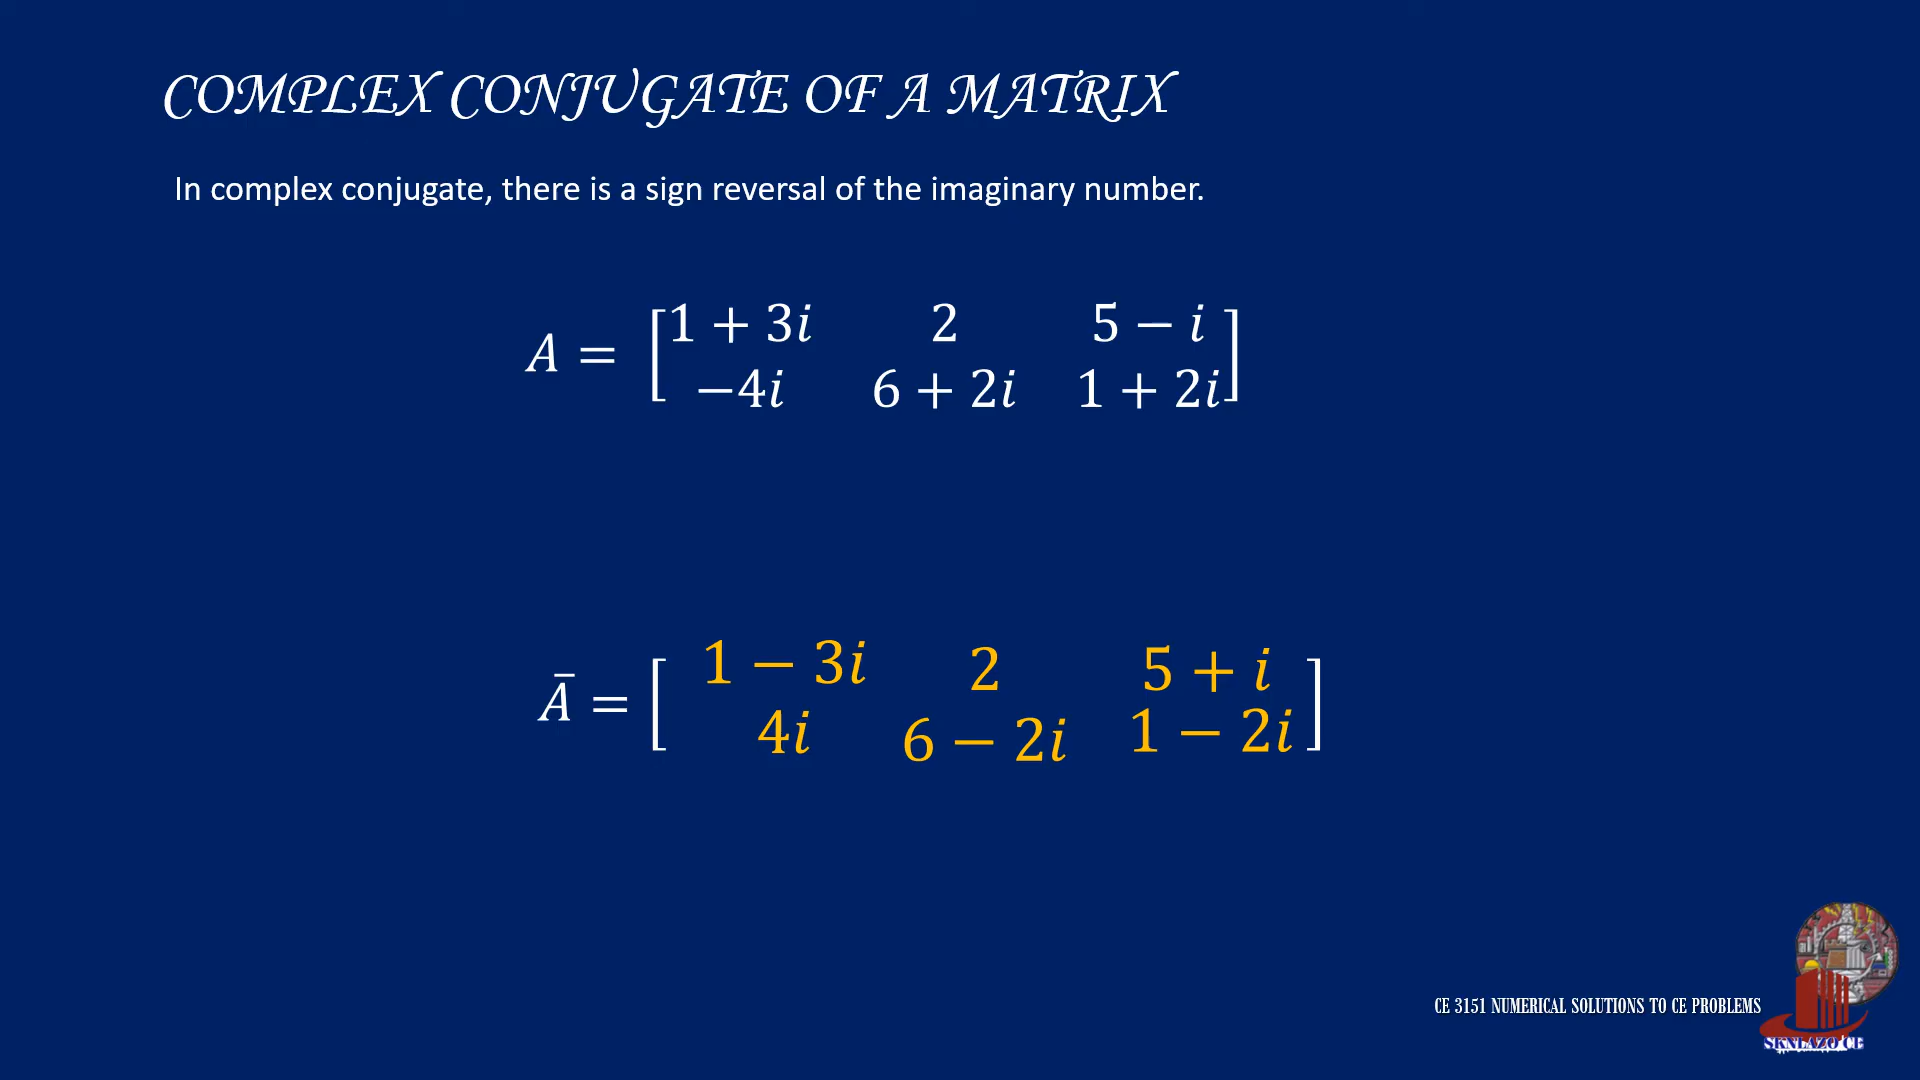 COMPLEX CONJUGATE OF A MATRIX
In complex conjugate, there is a sign reversal of the imaginary number.
A = [1 + 3i 2 5 − i
−4i 6 + 2i 1 + 2i]
Ā = [1 − 3i 2 5 + i
4i 6 − 2i 1 − 2i]
CE 3151 NUMERICAL SOLUTIONS TO CE PROBLEMS
SKNLAZO CE